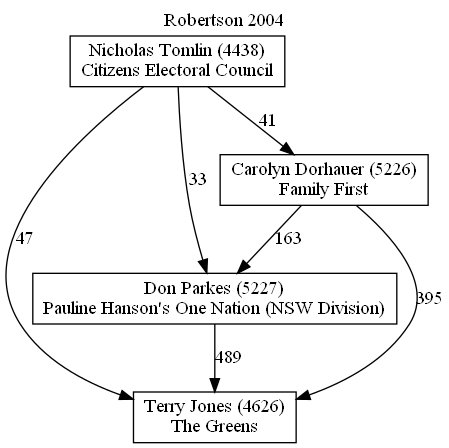 Robertson 2004
Nicholas Tomlin (4438)
Citizens Electoral Council
41
Carolyn Dorhauer (5226)
Family First
33
47
163
Don Parkes (5227)
Pauline Hanson's One Nation (NSW Division)
395
489
Terry Jones (4626)
The Greens